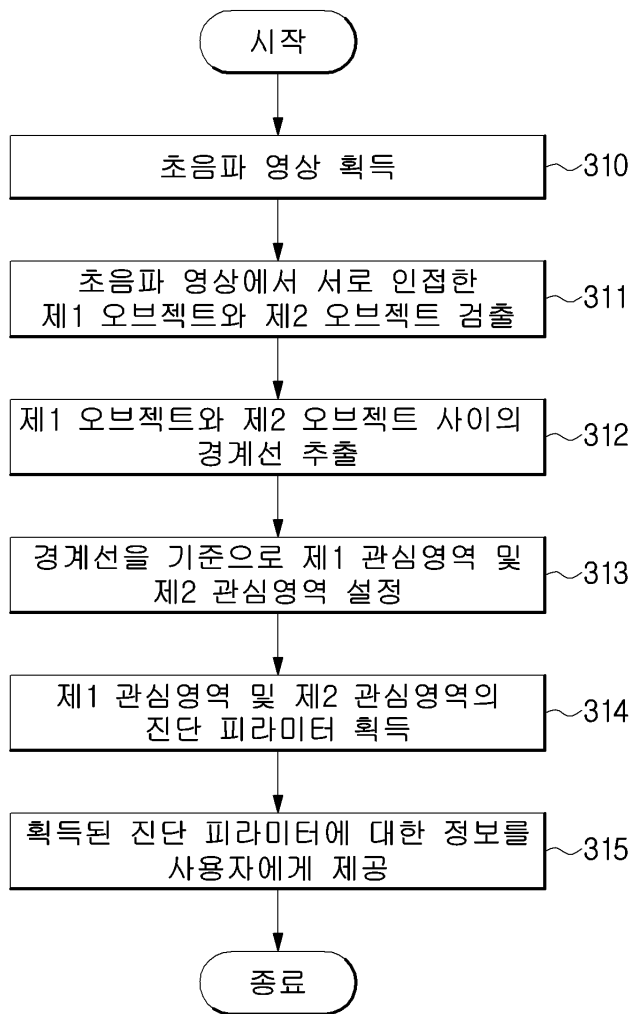 시작
초음파 영상 획득
310
초음파 영상에서 서로 인접한
제1 오브젝트와 제2 오브젝트 검출
311
제1 오브젝트와 제2 오브젝트 사이의
경계선 추출
312
경계선을 기준으로 제1 관심영역 및
제2 관심영역 설정
313
제1 관심영역 및 제2 관심영역의
진단 피라미터 획득
314
획득된 진단 피라미터에 대한 정보를
사용자에게 제공
315
종료